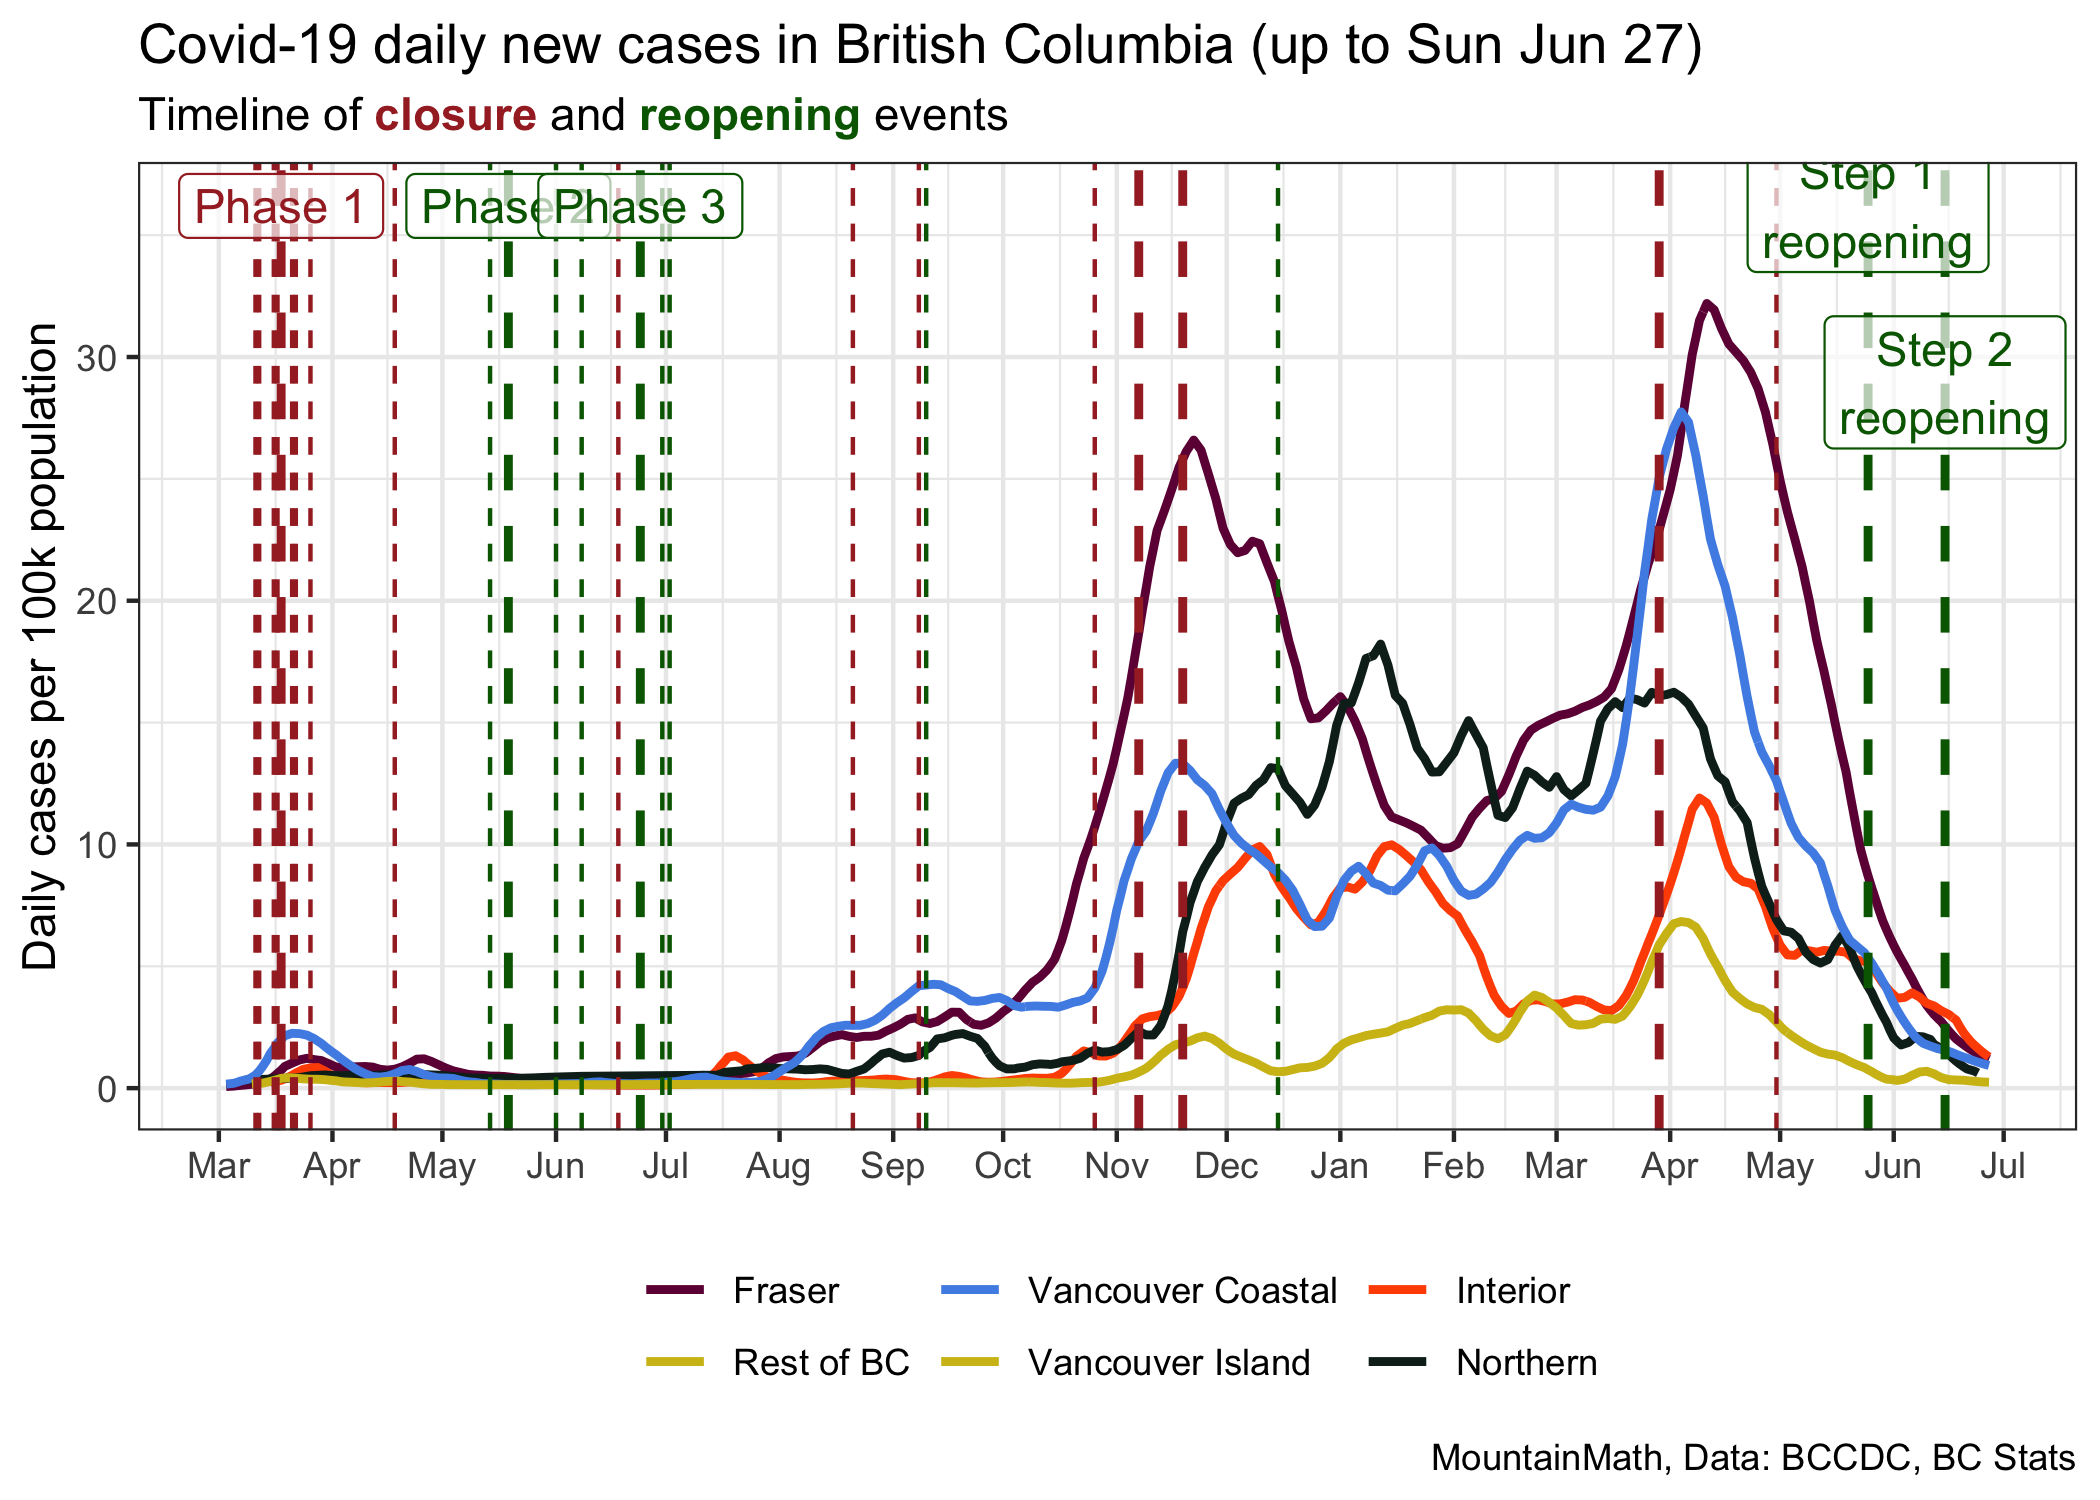 Covid-19 daily new cases in British Columbia (up to Sun Jun 27)
Timeline of closure and reopening events
Phase 1
Phase 2
Phase 3
Step 1
reopening
Step 2
reopening
Daily cases per 100k population
30
20
10
0
Mar Apr May Jun Jul Aug Sep Oct Nov Dec Jan Feb Mar Apr May Jun Jul
Fraser Vancouver Coastal Interior
Rest of BC Vancouver Island Northern
MountainMath, Data: BCCDC, BC Stats